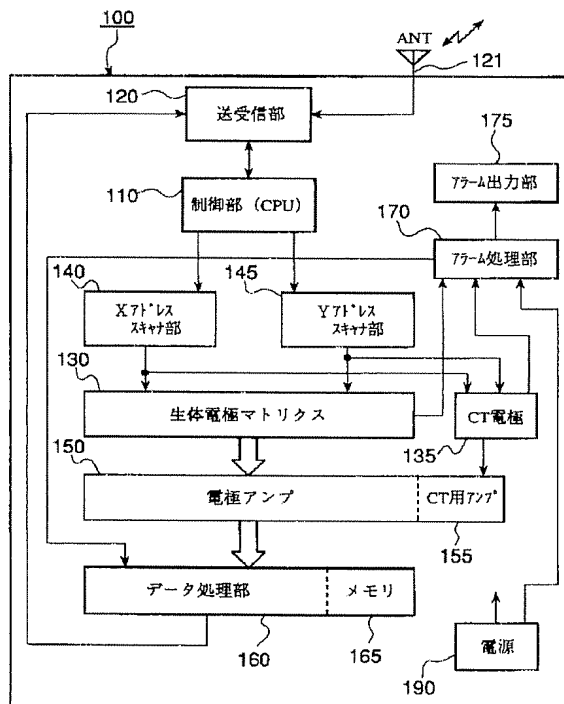 100
ANT
121
120
送受信部
175
アラーム出力部
110
制御部（CPU）
170
アラーム処理部
140
Xアドレス
スキャナ部
145
Yアドレス
スキャナ部
130
生体電極マトリクス
CT電極
135
150
電極アンプ
CT用アンプ
155
データ処理部
メモリ
160
165
電源
190